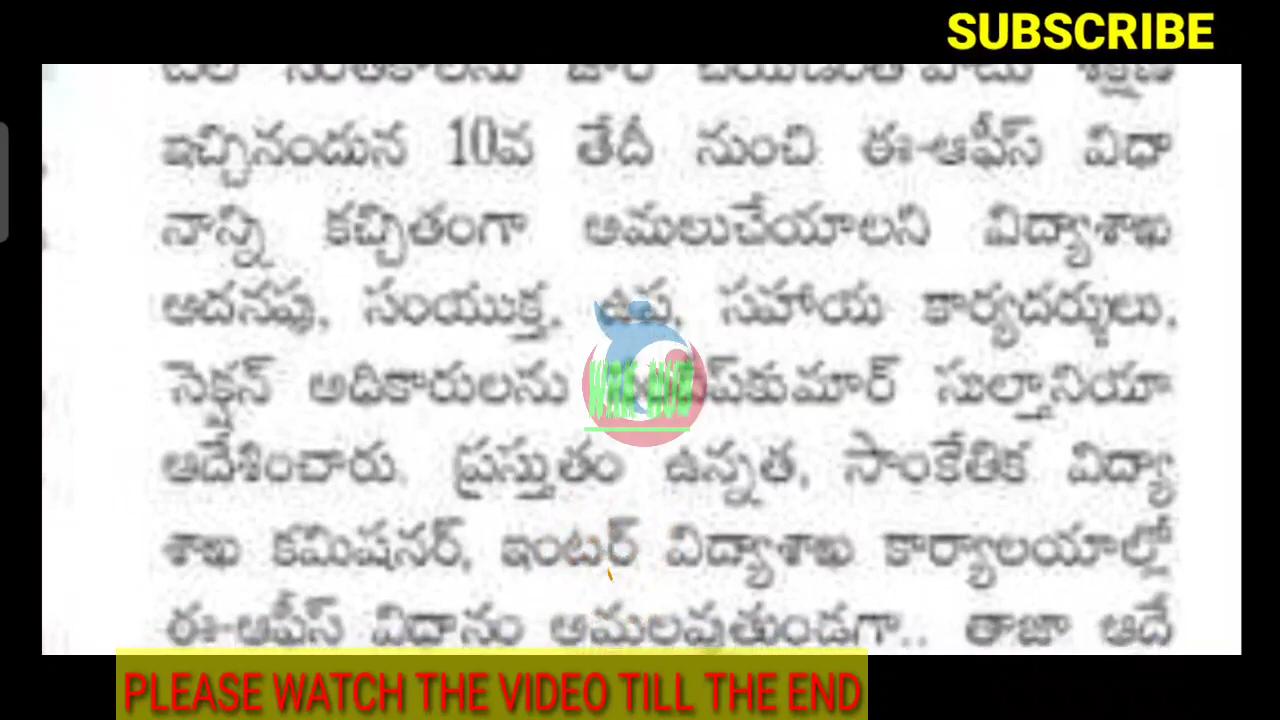 SUBSCRIBE
ఇచ్చినందున 10వ తేదీ నుంచి ఈ-ఆఫీస్ విధా
నాన్ని కచ్చితంగా అమలుచేయాలని విద్యాశాఖ
అదనపు, సంయుక్త, ఉప, సహాయ కార్యదర్శులు,
సెక్షన్ అధికారులను సుల్తానియా
ఆదేశించారు. ప్రస్తుతం ఉన్నత, సాంకేతిక విద్యా
శాఖ కమిషనర్, ఇంటర్ విద్యాశాఖ కార్యాలయాల్లో
ఈ-ఆఫీస్ విధానం అమలవుతుండగా.. తాజా ఆదే
PLEASE WATCH THE VIDEO TILL THE END